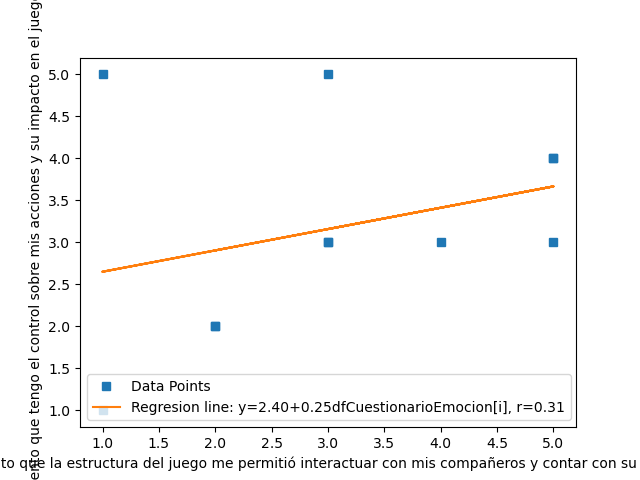 ento que tengo el control sobre mis acciones y su impacto en el juego
5.0
4.5
4.0
3.5
3.0
2.5
2.0
1.5
1.0
Data Points
Regresion line: y=2.40+0.25dfCuestionarioEmocion[i], r=0.31
1.0 1.5 2.0 2.5 3.0 3.5 4.0 4.5 5.0
to que la estructura del juego me permitió interactuar con mis compañeros y contar con su